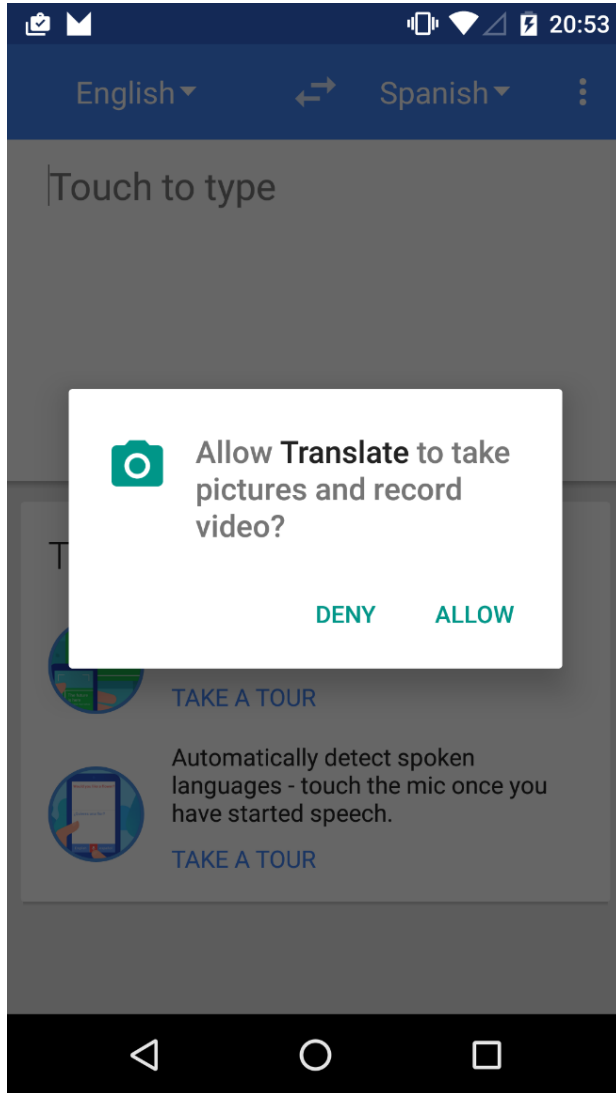 20:53
English
Spanish
Touch to type
Allow Translate to take
pictures and record
video?
DENY
ALLOW
T
TAKE A TOUR
Automatically detect spoken
languages - touch the mic once you
have started speech.
TAKE A TOUR